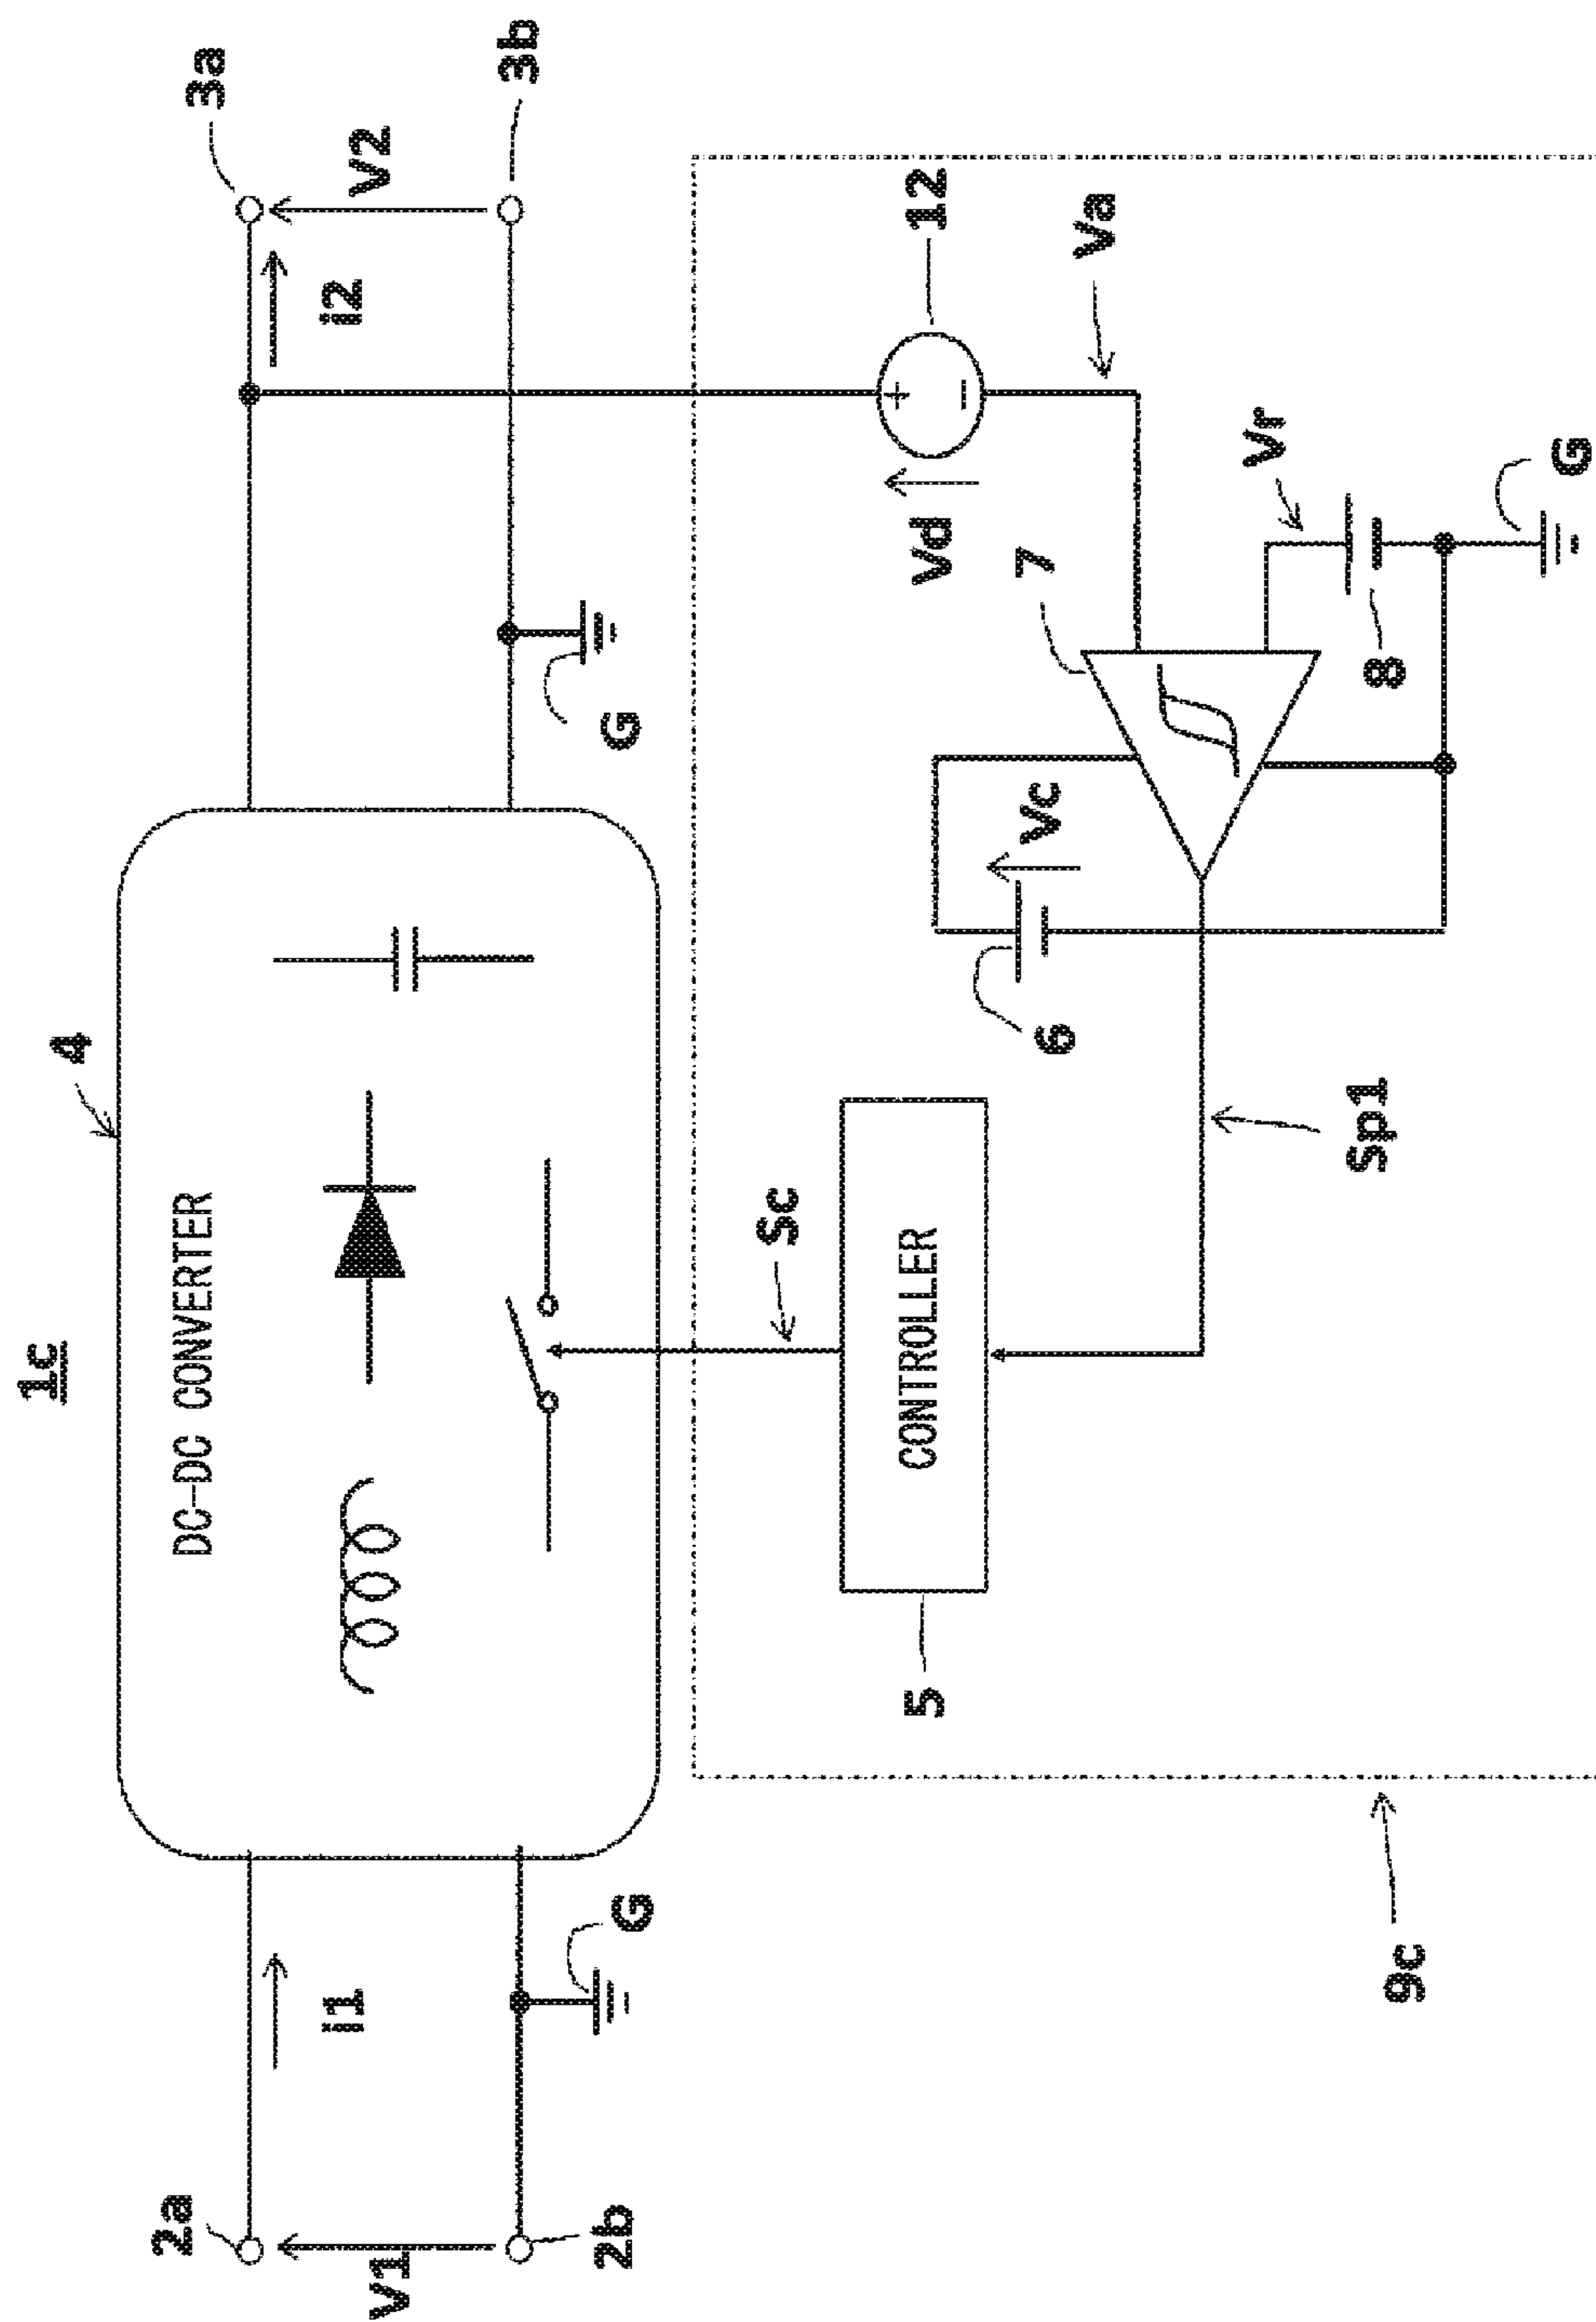 1c
DC-DC CONVERTER
4
2a
V1
2b
i1
G
3a
V2
3b
i2
G
Sc
CONTROLLER
5
6
Vc
7
Vd
+
−
12
Va
Vr
8
G
Sp1
9c